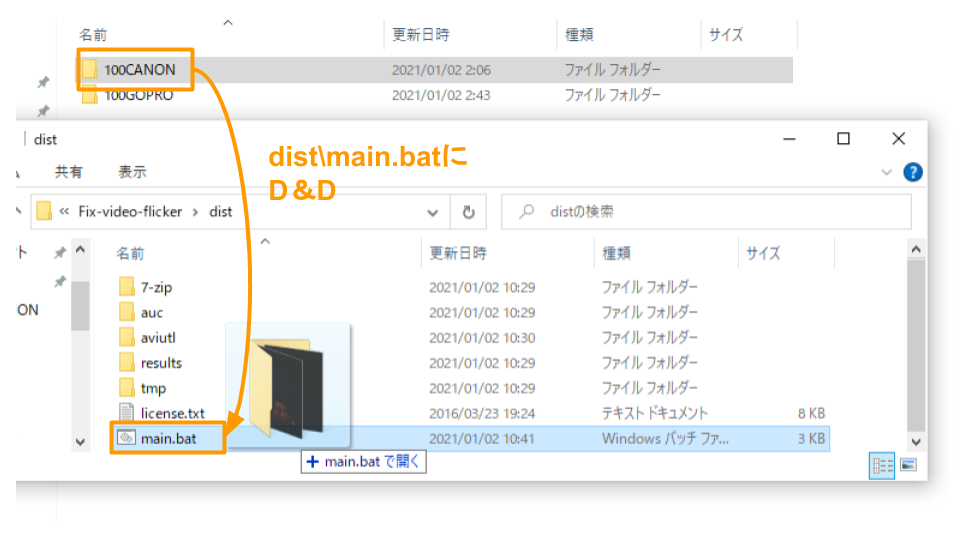 名前 更新日時 種類 サイズ
100CANON 2021/01/02 2:06 ファイル フォルダー
100GOPRO 2021/01/02 2:43 ファイル フォルダー
dist
dist\main.batに
D&D
共有 表示
« Fix-video-flicker › dist distの検索
ト 名前 更新日時 種類 サイズ
7-zip 2021/01/02 10:29 ファイル フォルダー
ON auc 2021/01/02 10:29 ファイル フォルダー
aviutl 2021/01/02 10:30 ファイル フォルダー
results 2021/01/02 10:29 ファイル フォルダー
tmp 2021/01/02 10:29 ファイル フォルダー
license.txt 2016/03/23 19:24 テキスト ドキュメント 8 KB
main.bat 2021/01/02 10:41 Windows バッチ ファ... 3 KB
+ main.bat で開く